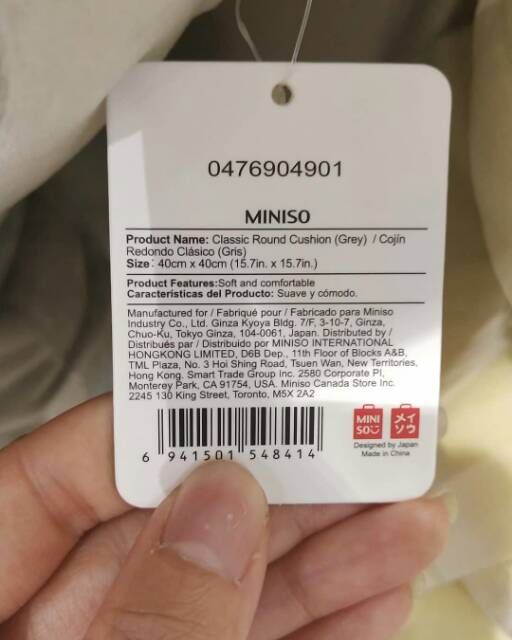 0476904901
MINISO
Product Name: Classic Round Cushion (Grey) / Cojín
Redondo Clásico (Gris)
Size: 40cm x 40cm (15.7in. x 15.7in.)
Product Features:Soft and comfortable
Características del Producto: Suave y cómodo.
Manufactured for / Fabriqué pour / Fabricado para Miniso
Industry Co., Ltd. Ginza Kyoya Bldg. 7/F, 3-10-7, Ginza,
Chuo-Ku, Tokyo Ginza, 104-0061, Japan. Distributed by /
Distribués par / Distribuido por MINISO INTERNATIONAL
HONGKONG LIMITED, D6B Dep., 11th Floor of Blocks A&B,
TML Plaza, No. 3 Hoi Shing Road, Tsuen Wan, New Territories,
Hong Kong. Smart Trade Group Inc. 2580 Corporate Pl,
Monterey Park, CA 91754, USA. Miniso Canada Store Inc.
2245 130 King Street, Toronto, M5X 2A2
6 941501 548414
MINI
SO
メイ
ソウ
Designed by Japan
Made in China